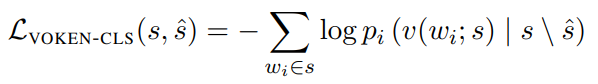 ℒ_VOKEN-CLS(s, ŝ) = − ∑_{w_i∈s} log p_i (v(w_i; s) | s \ ŝ)